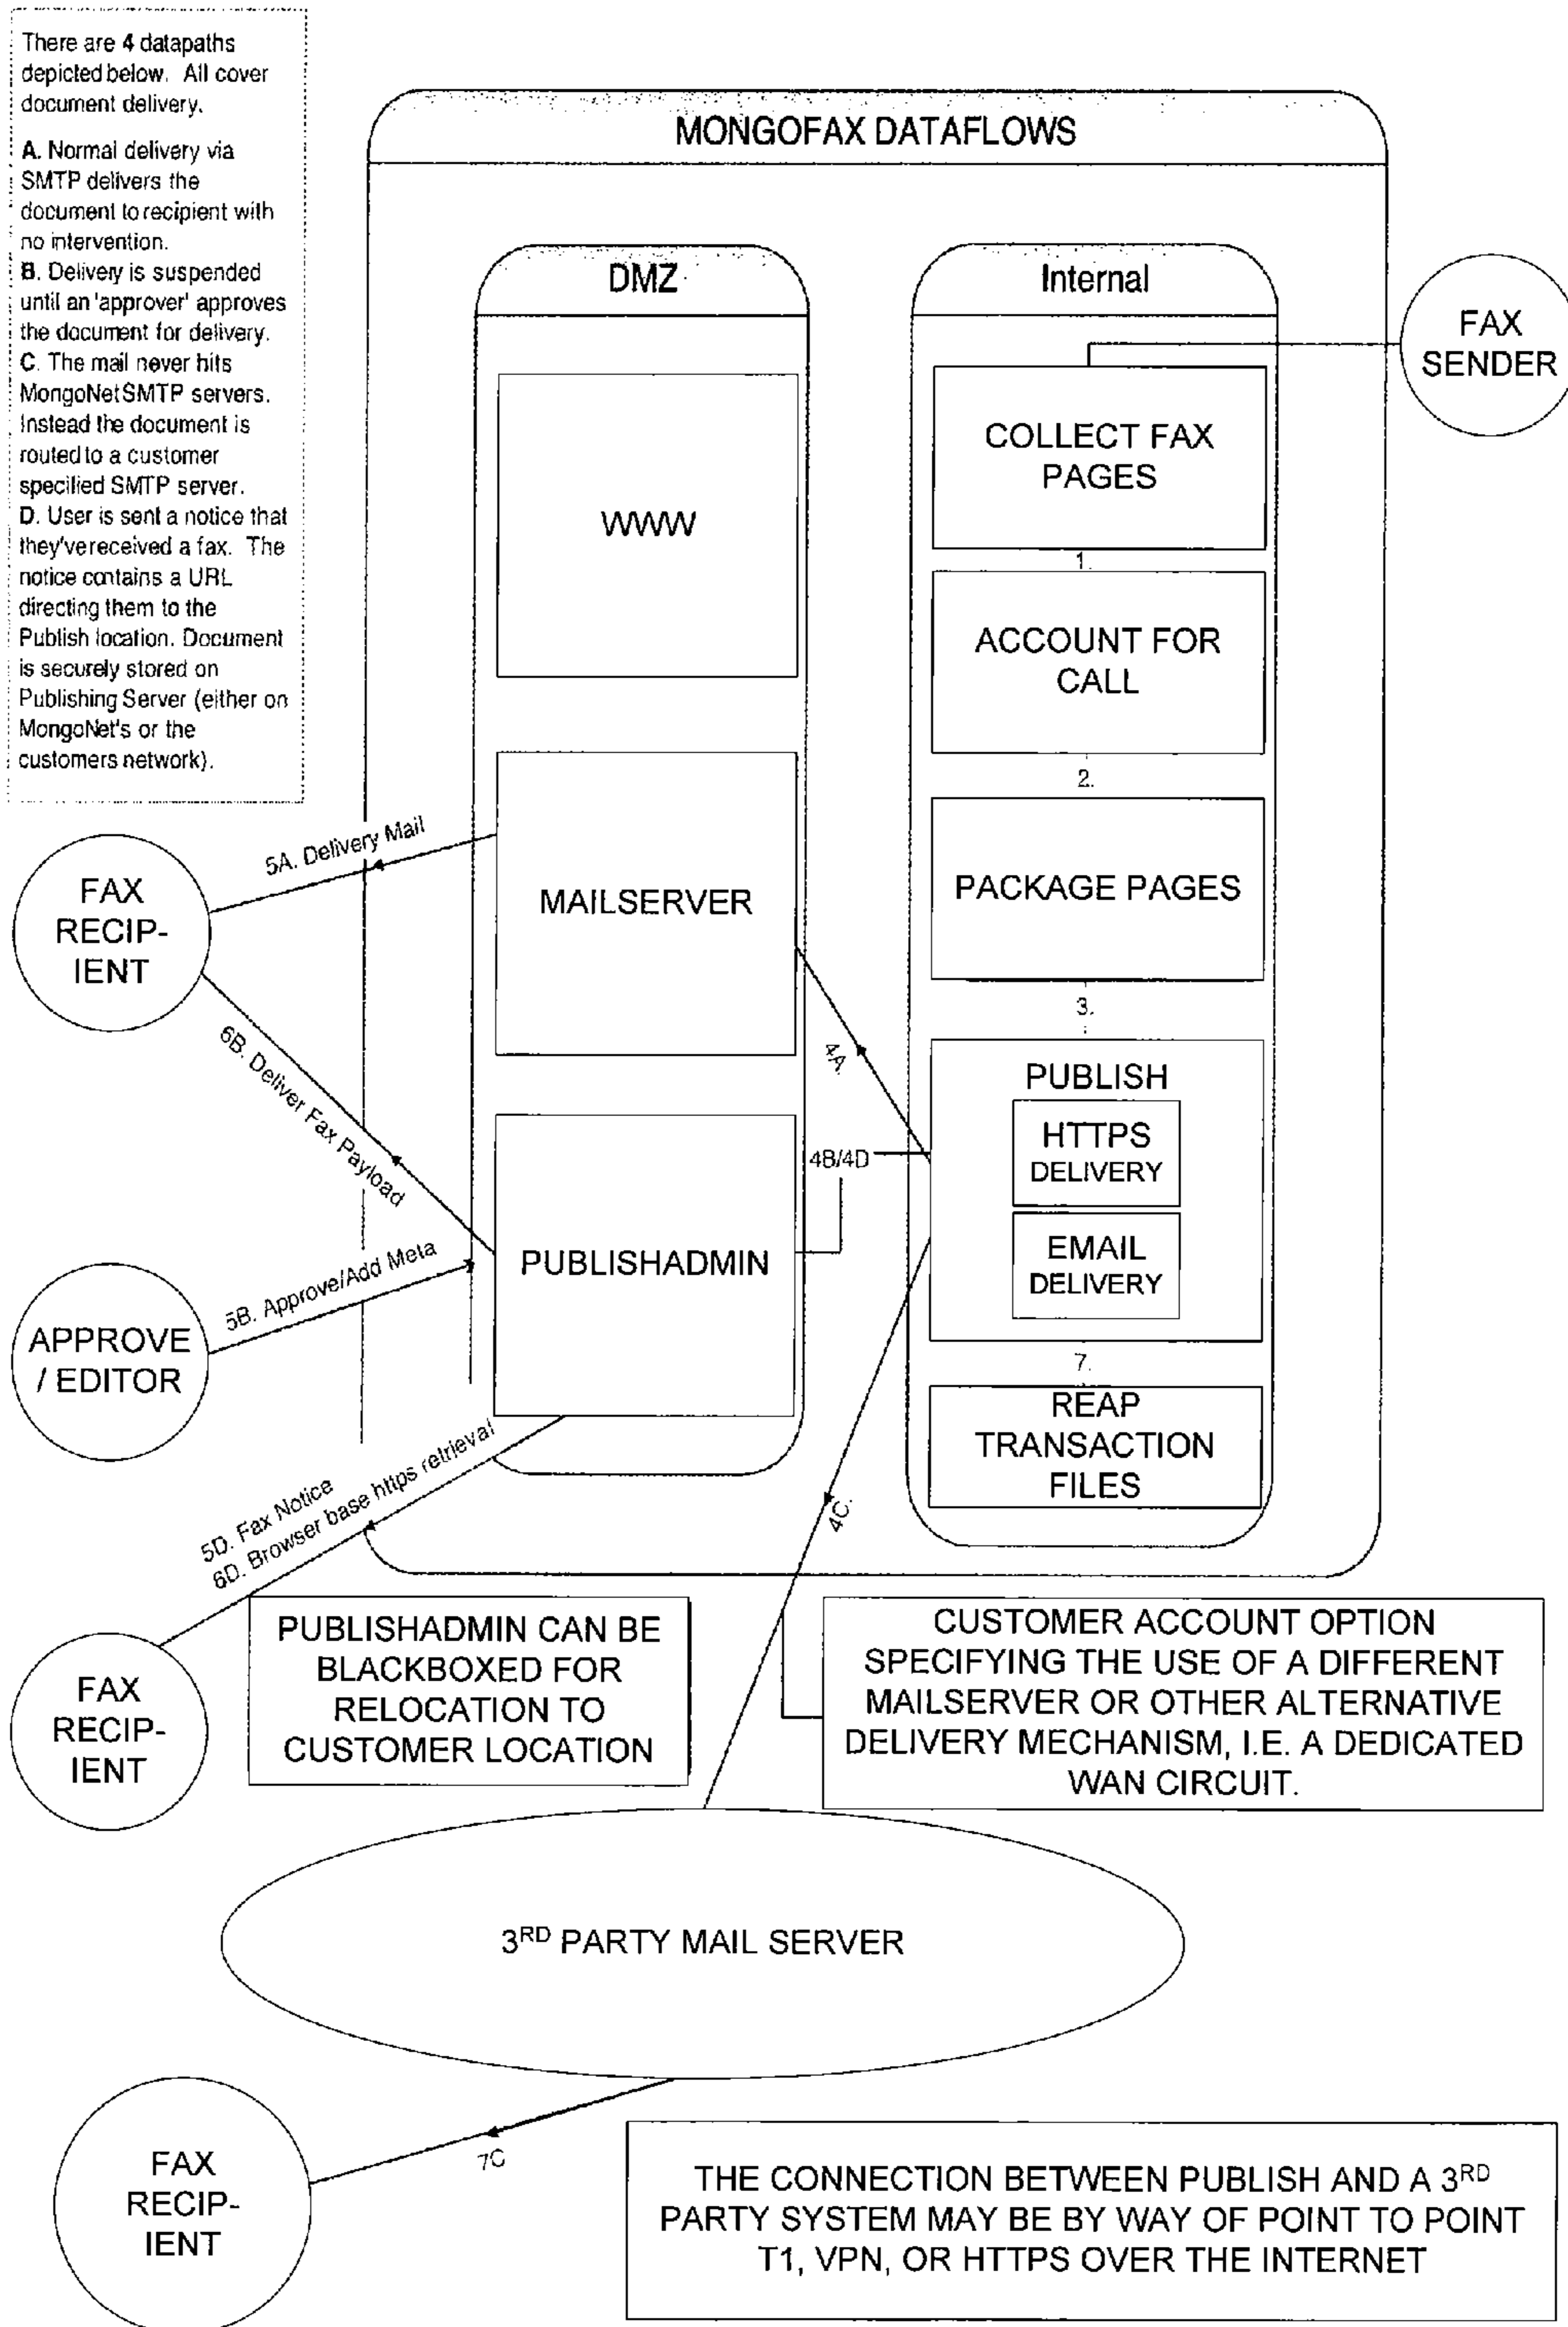 There are 4 datapaths
depicted below. All cover
document delivery.
A. Normal delivery via
SMTP delivers the
document to recipient with
no intervention.
B. Delivery is suspended
until an 'approver' approves
the document for delivery.
C. The mail never hits
MongoNet SMTP servers.
Instead the document is
routed to a customer
specified SMTP server.
D. User is sent a notice that
they've received a fax. The
notice contains a URL
directing them to the
Publish location. Document
is securely stored on
Publishing Server (either on
MongoNet's or the
customers network).
MONGOFAX DATAFLOWS
DMZ
Internal
FAX
SENDER
COLLECT FAX
PAGES
WWW
1.
ACCOUNT FOR
CALL
2.
5A. Delivery Mail
FAX
RECIP-
IENT
MAILSERVER
PACKAGE PAGES
3.
6B. Deliver Fax Payload
4A.
PUBLISH
HTTPS
DELIVERY
4B/4D
EMAIL
DELIVERY
PUBLISHADMIN
5B. Approve/Add Meta
APPROVE
/ EDITOR
7.
REAP
TRANSACTION
FILES
4C.
5D. Fax Notice
6D. Browser base https retrieval
FAX
RECIP-
IENT
PUBLISHADMIN CAN BE
BLACKBOXED FOR
RELOCATION TO
CUSTOMER LOCATION
CUSTOMER ACCOUNT OPTION
SPECIFYING THE USE OF A DIFFERENT
MAILSERVER OR OTHER ALTERNATIVE
DELIVERY MECHANISM, I.E. A DEDICATED
WAN CIRCUIT.
3RD PARTY MAIL SERVER
7C
FAX
RECIP-
IENT
THE CONNECTION BETWEEN PUBLISH AND A 3RD
PARTY SYSTEM MAY BE BY WAY OF POINT TO POINT
T1, VPN, OR HTTPS OVER THE INTERNET